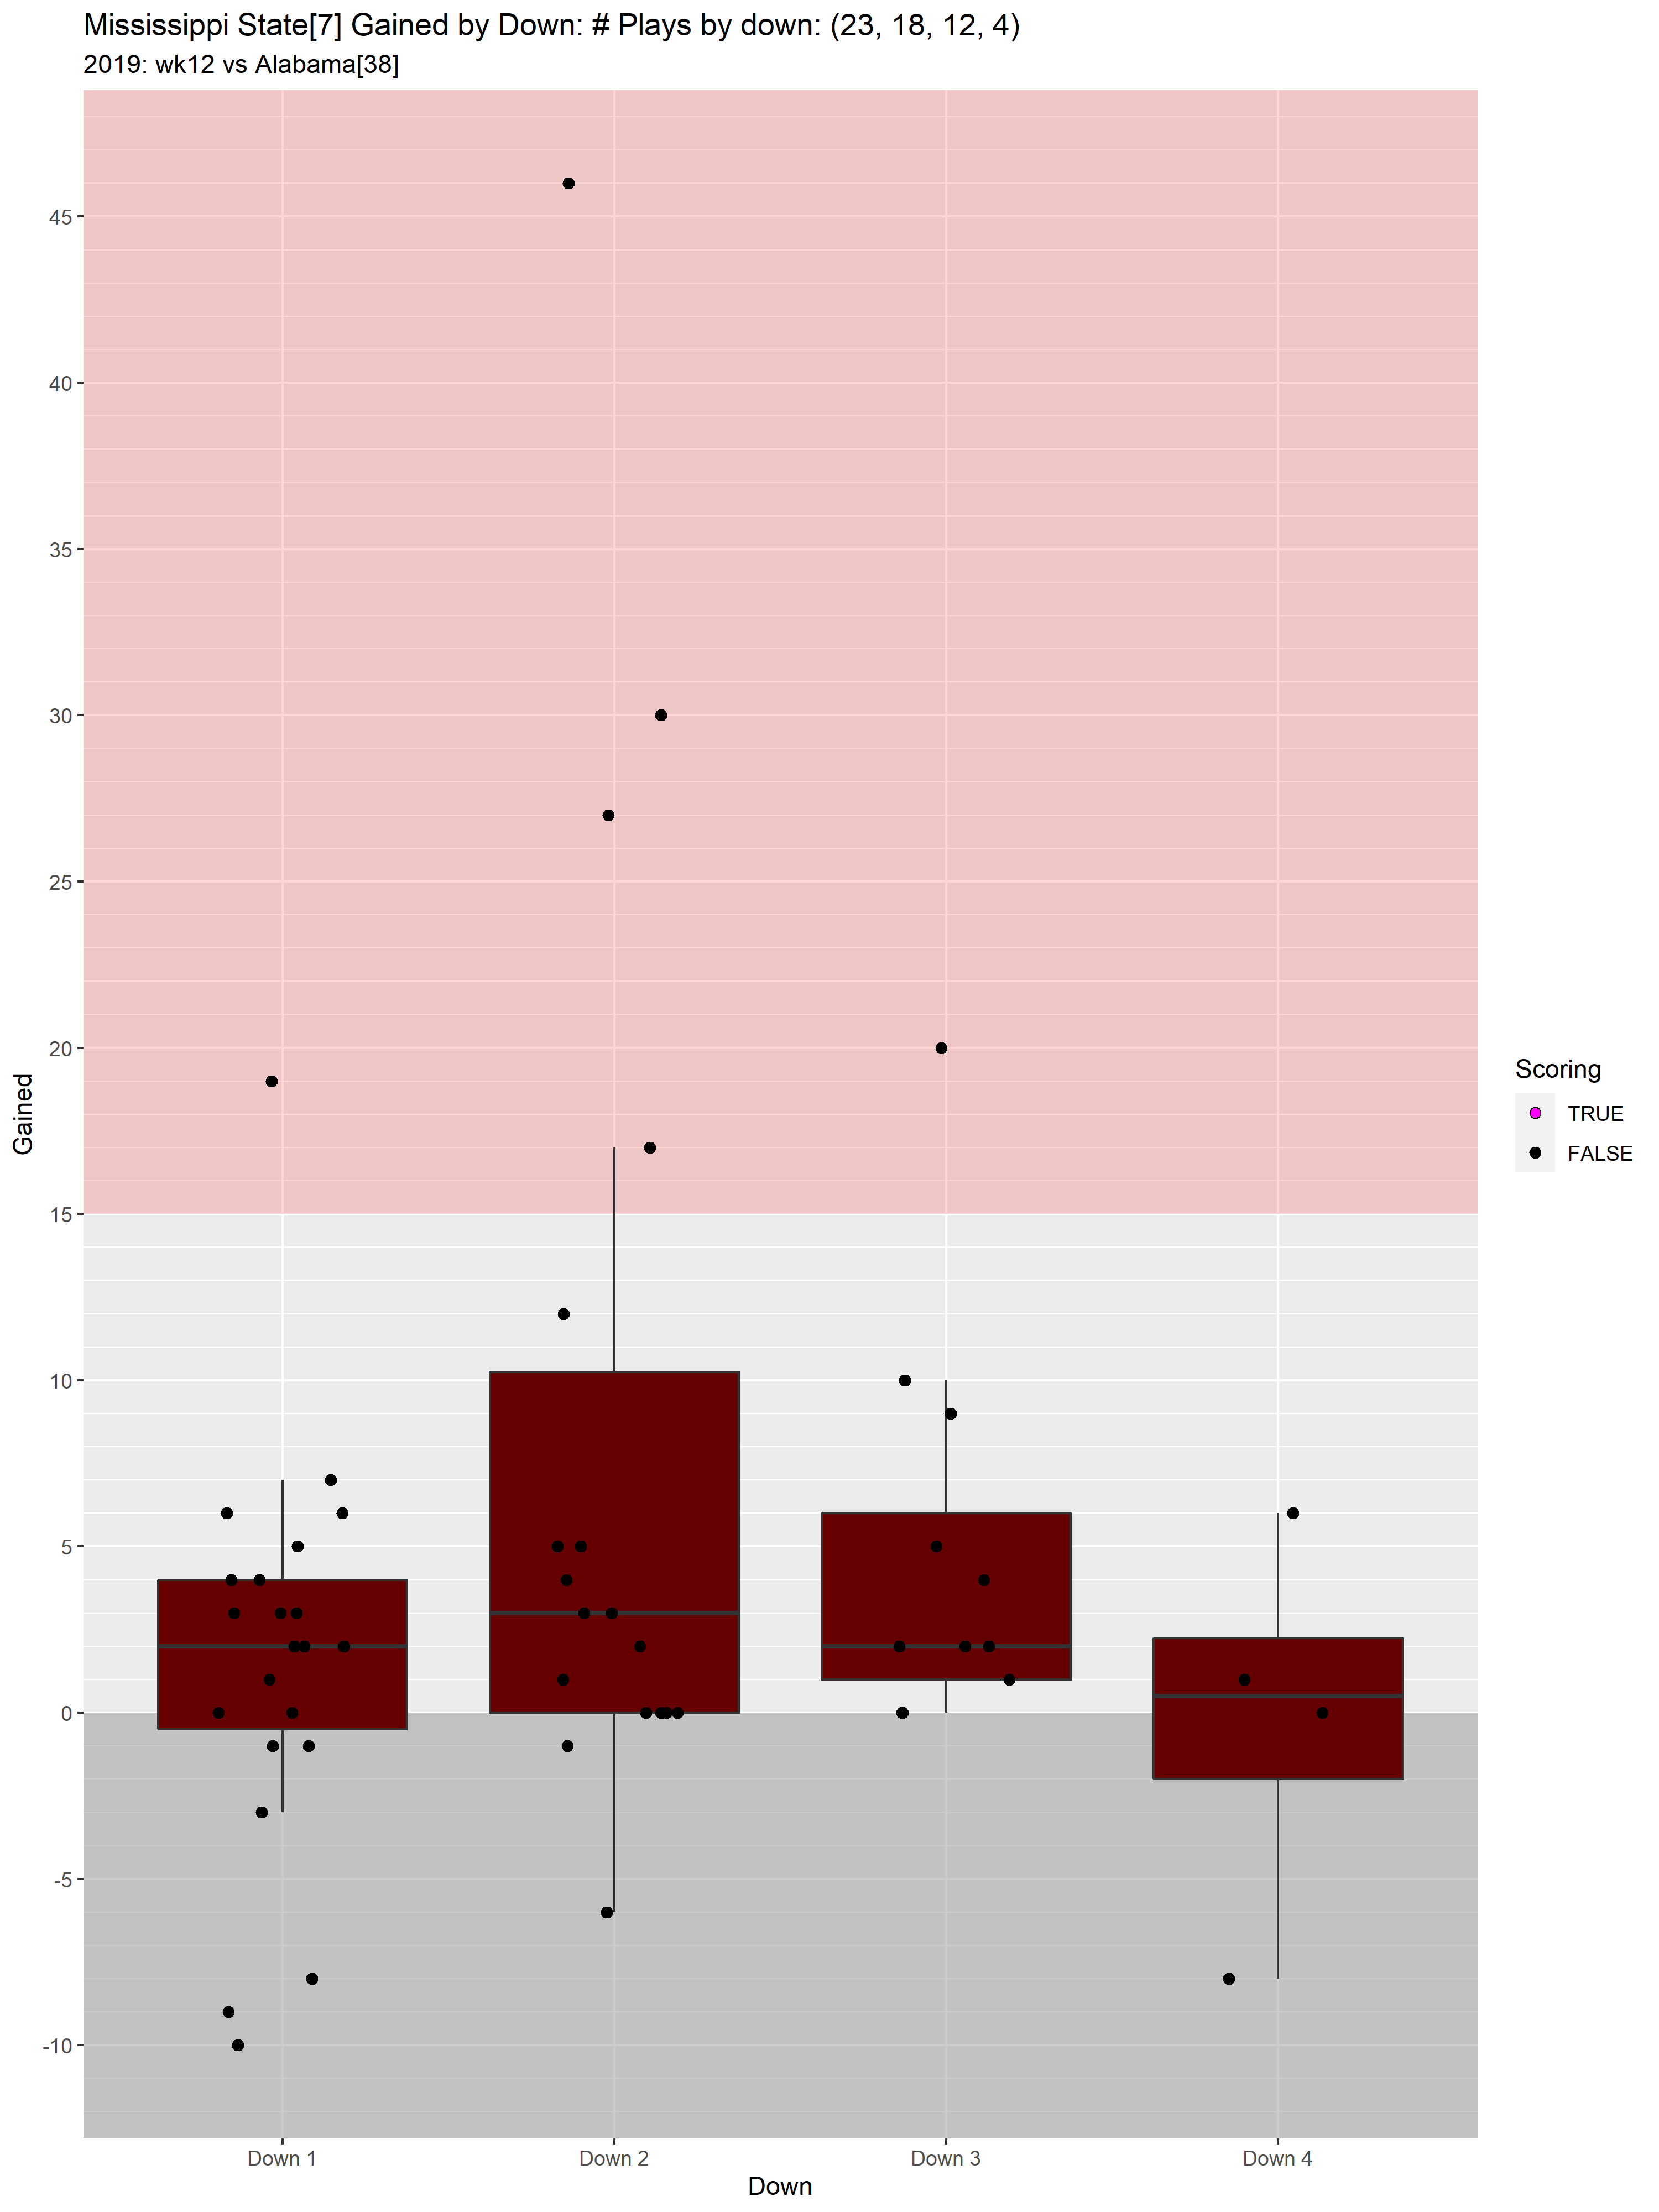 Mississippi State[7] Gained by Down: # Plays by down: (23, 18, 12, 4)
2019: wk12 vs Alabama[38]
Gained
45
40
35
30
25
20
15
10
5
0
-5
-10
Down 1 Down 2 Down 3 Down 4
Down
Scoring
TRUE
FALSE